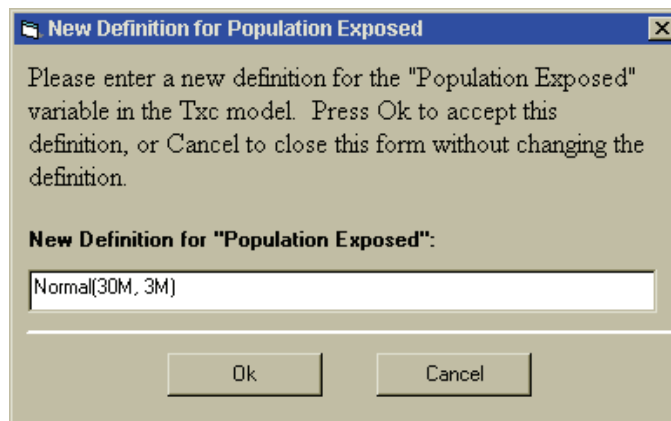 New Definition for Population Exposed
Please enter a new definition for the "Population Exposed"
variable in the Txc model. Press Ok to accept this
definition, or Cancel to close this form without changing the
definition.
New Definition for "Population Exposed":
Normal(30M, 3M)
Ok
Cancel